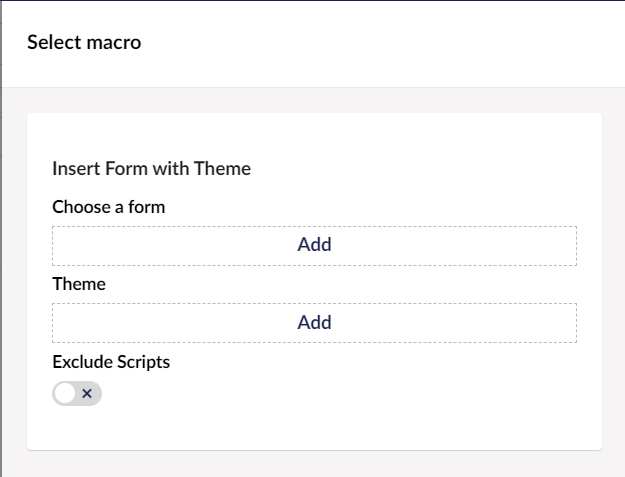 Select macro
Insert Form with Theme
Choose a form
Add
Theme
Add
Exclude Scripts